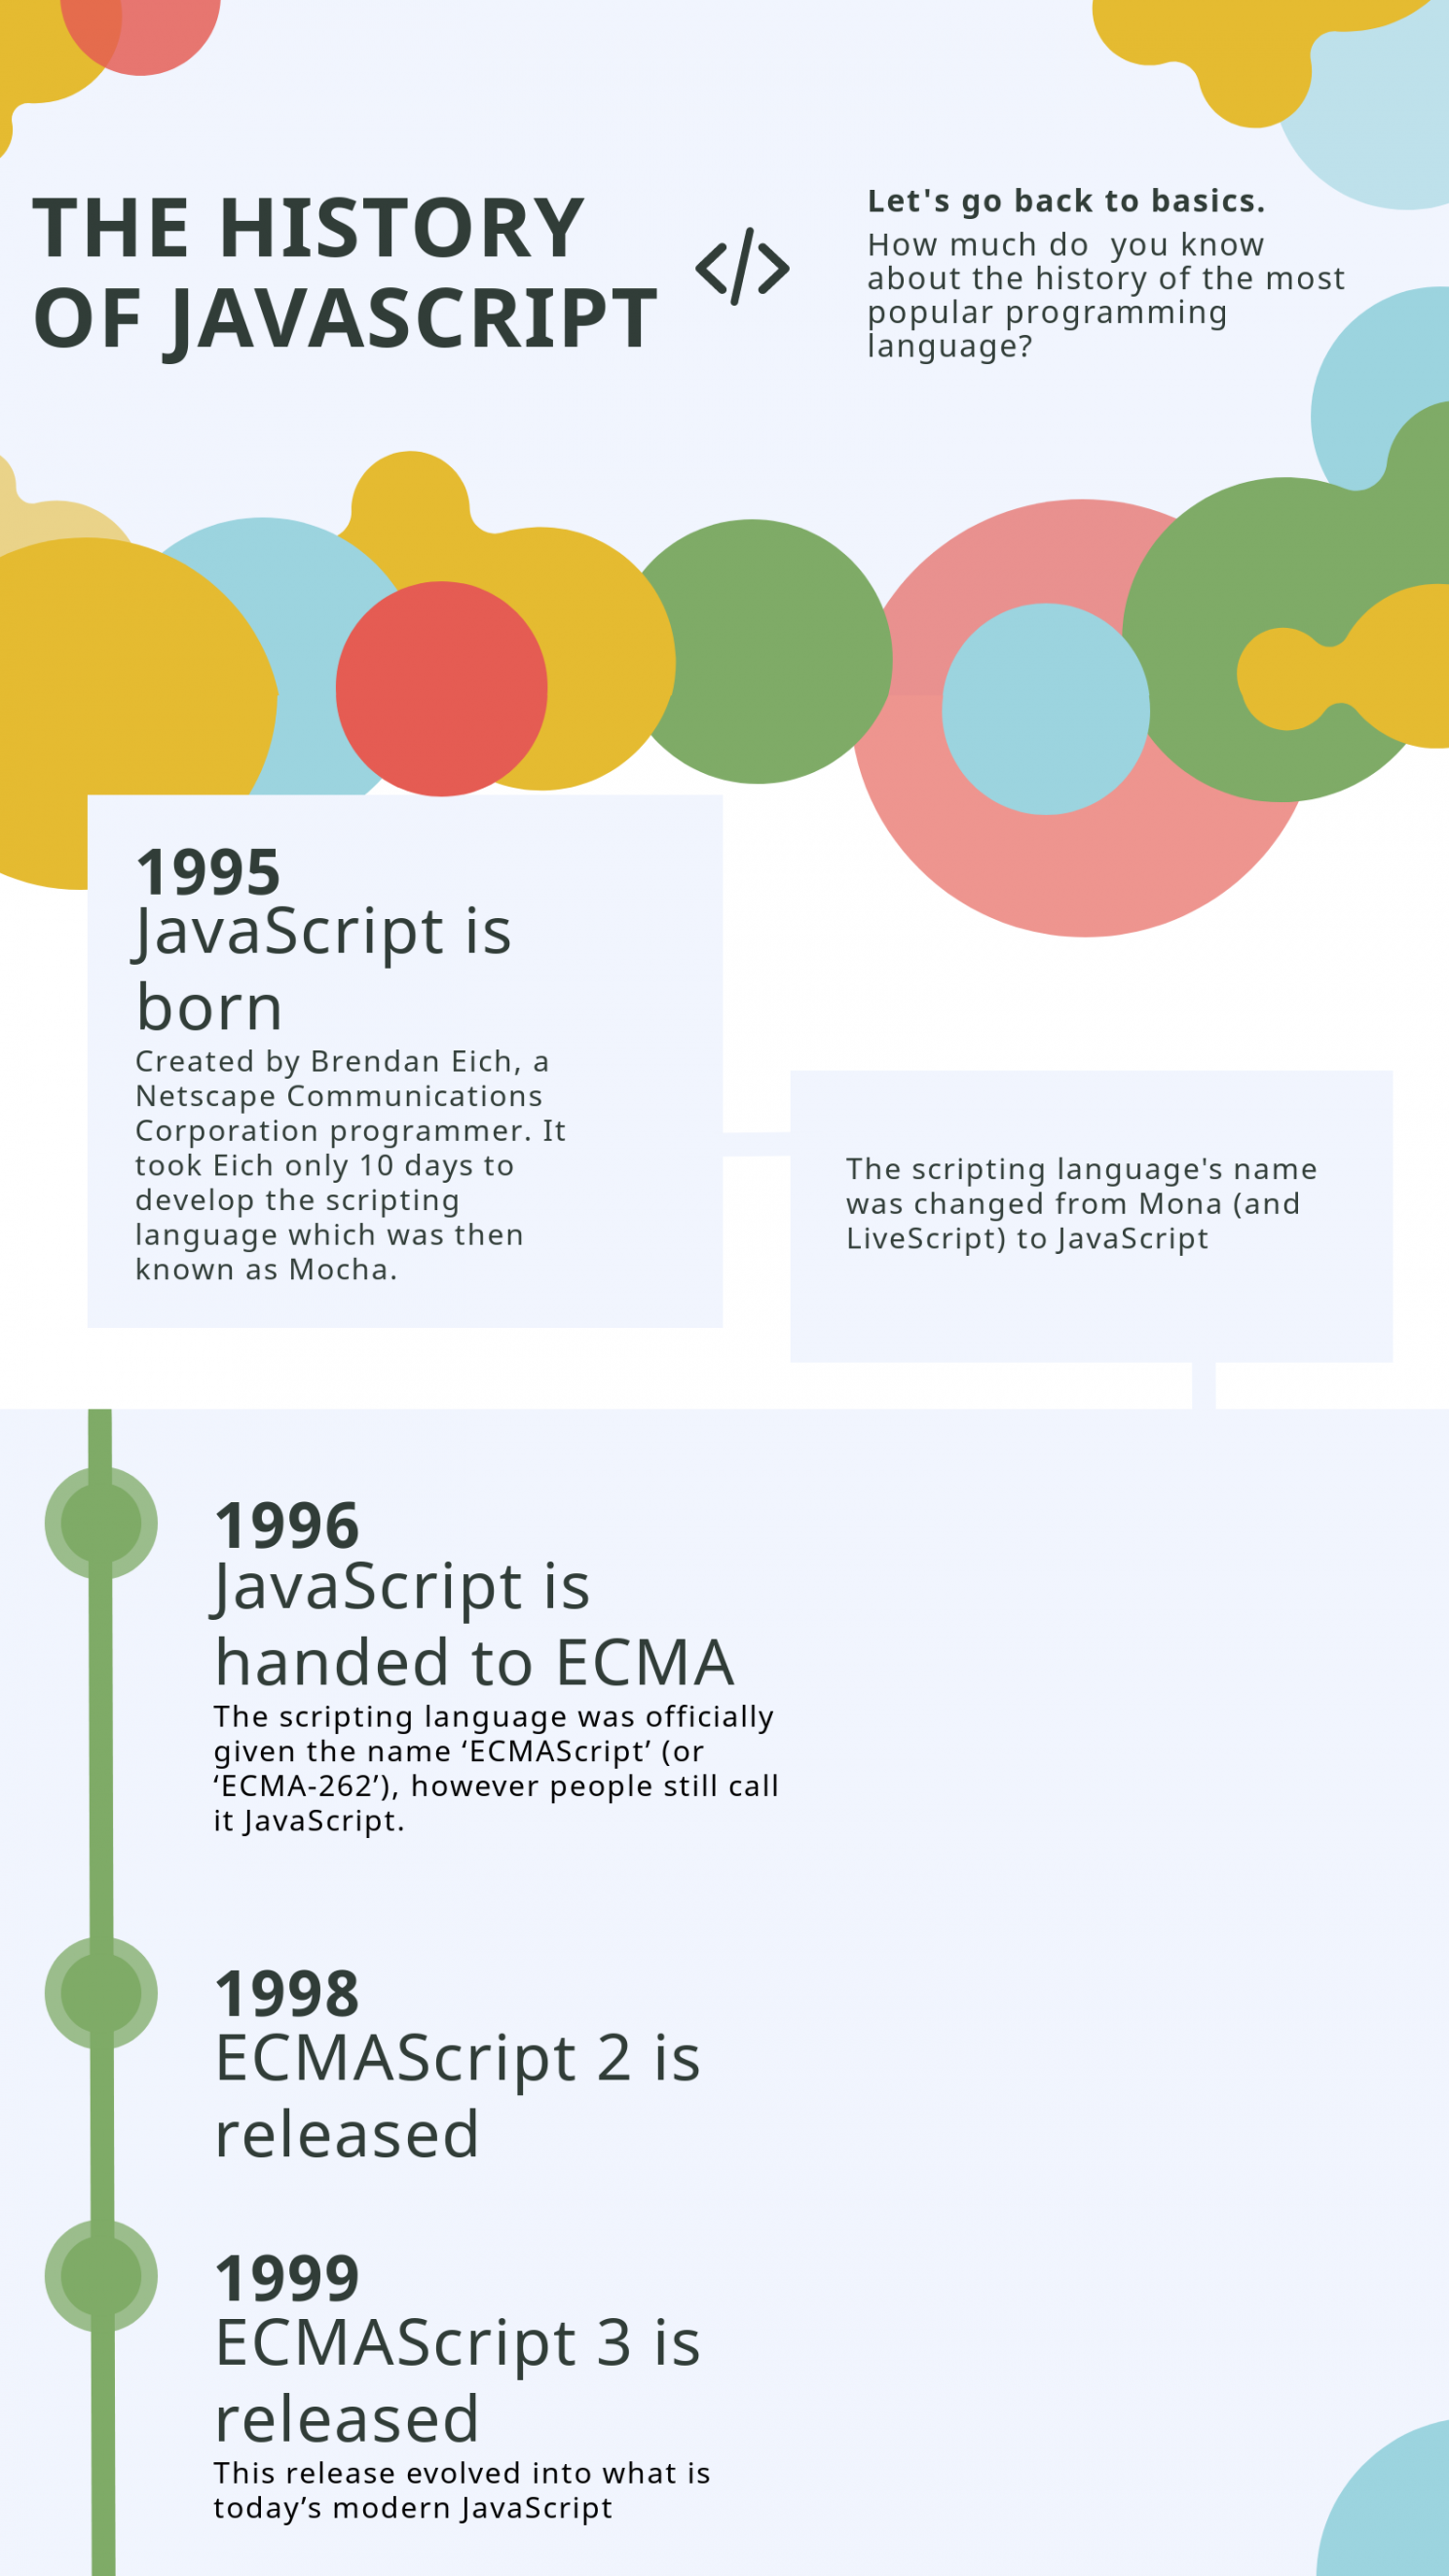 THE HISTORY
OF JAVASCRIPT
</>
Let's go back to basics.
How much do  you know
about the history of the most
popular programming
language?
1995
JavaScript is
born
Created by Brendan Eich, a
Netscape Communications
Corporation programmer. It
took Eich only 10 days to
develop the scripting
language which was then
known as Mocha.
The scripting language's name
was changed from Mona (and
LiveScript) to JavaScript
1996
JavaScript is
handed to ECMA
The scripting language was officially
given the name ‘ECMAScript’ (or
‘ECMA-262’), however people still call
it JavaScript.
1998
ECMAScript 2 is
released
1999
ECMAScript 3 is
released
This release evolved into what is
today’s modern JavaScript